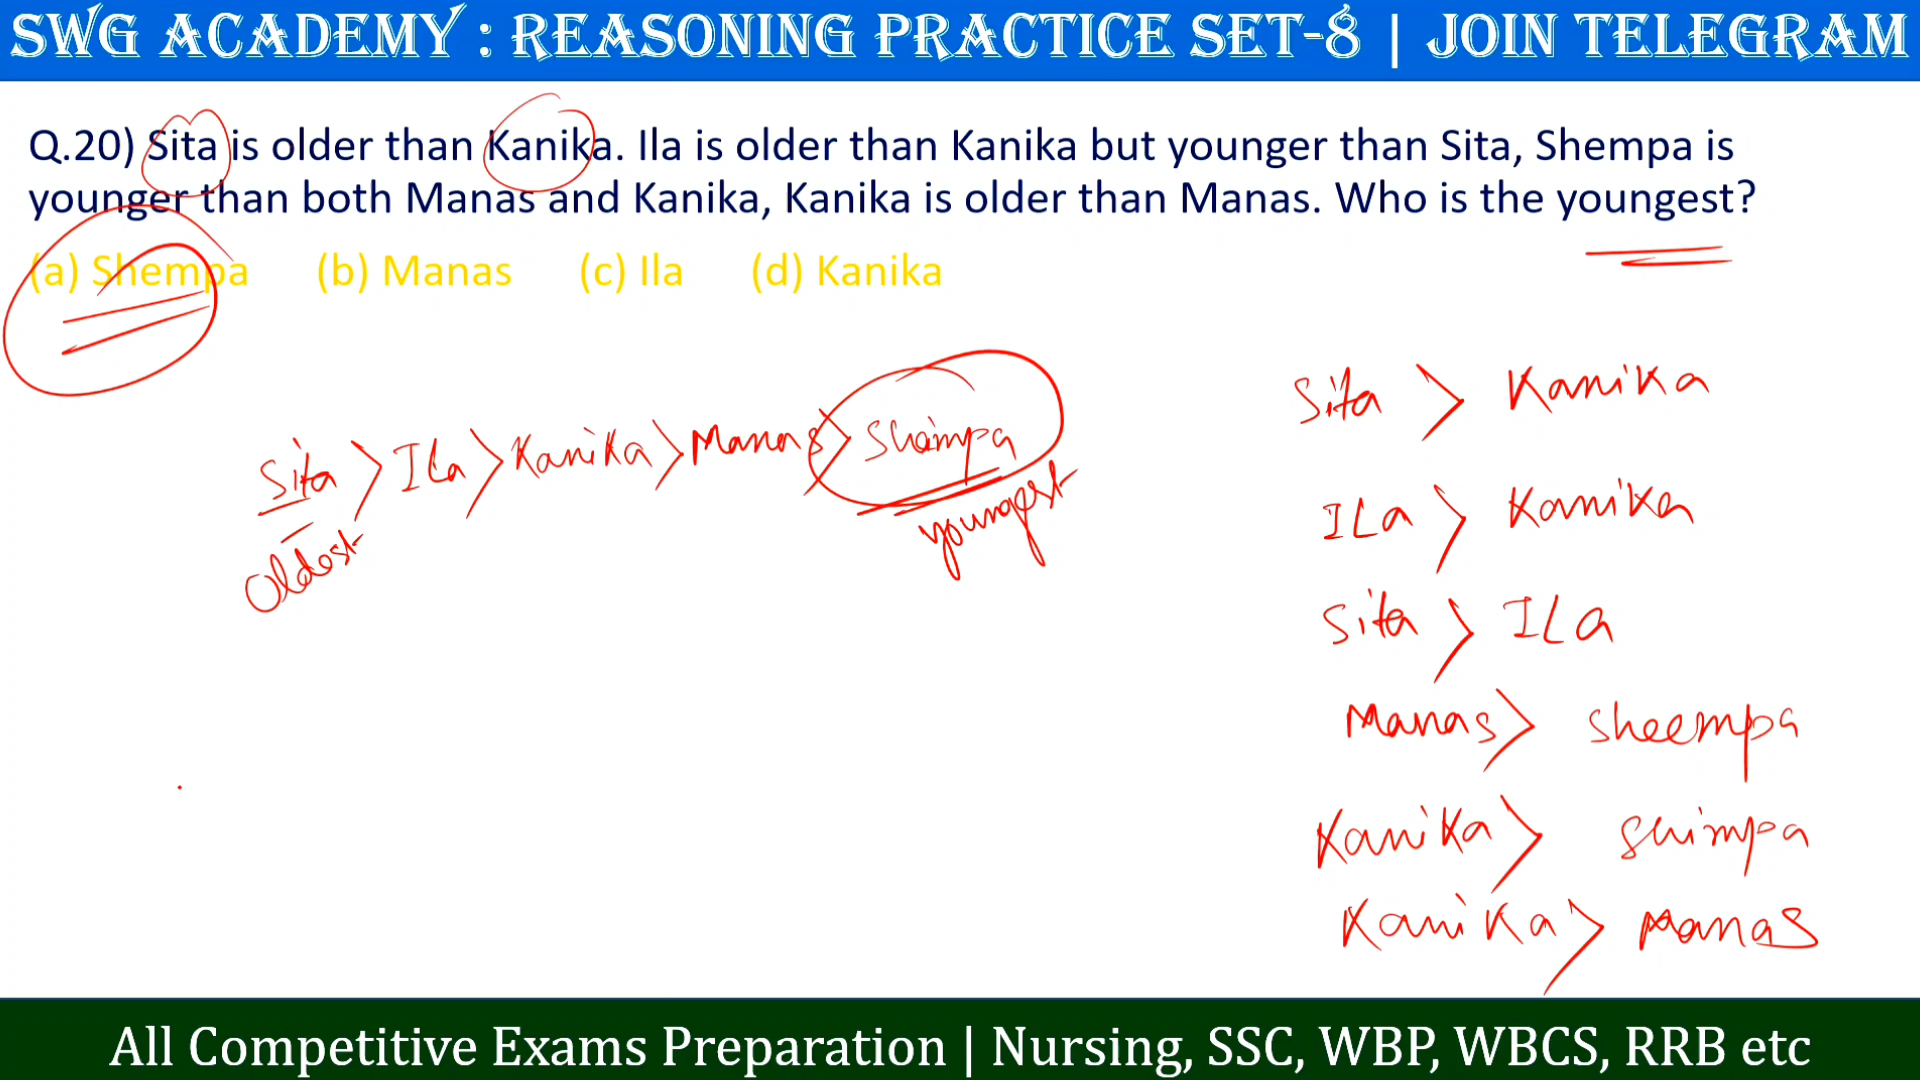 SWG ACADEMY : REASONING PRACTICE SET-8 | JOIN TELEGRAM
Q.20) Sita is older than Kanika. Ila is older than Kanika but younger than Sita, Shempa is
younger than both Manas and Kanika, Kanika is older than Manas. Who is the youngest?
(a) Shempa (b) Manas (c) Ila (d) Kanika
Sita > ILa > Kanika > Manas > Shimpa
Oldest
youngest
Sita > Kanika
ILa > Kanika
Sita > ILa
Manas > Sheempa
Kanika > Shimpa
Kanika > Manas
All Competitive Exams Preparation | Nursing, SSC, WBP, WBCS, RRB etc